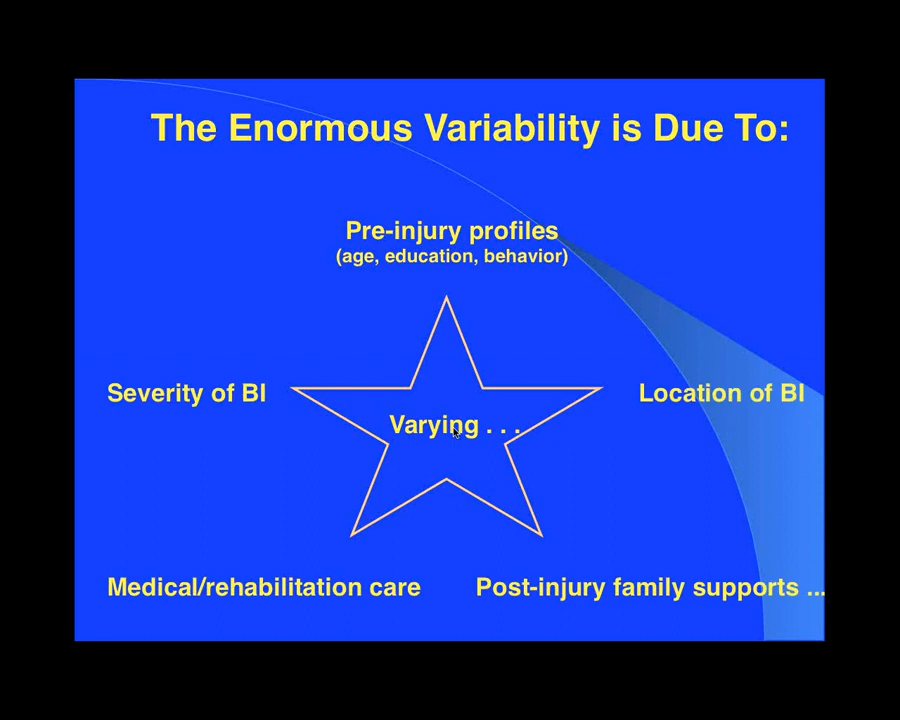 The Enormous Variability is Due To:
Pre-injury profiles
(age, education, behavior)
Severity of BI
Location of BI
Varying . . .
Medical/rehabilitation care
Post-injury family supports ...